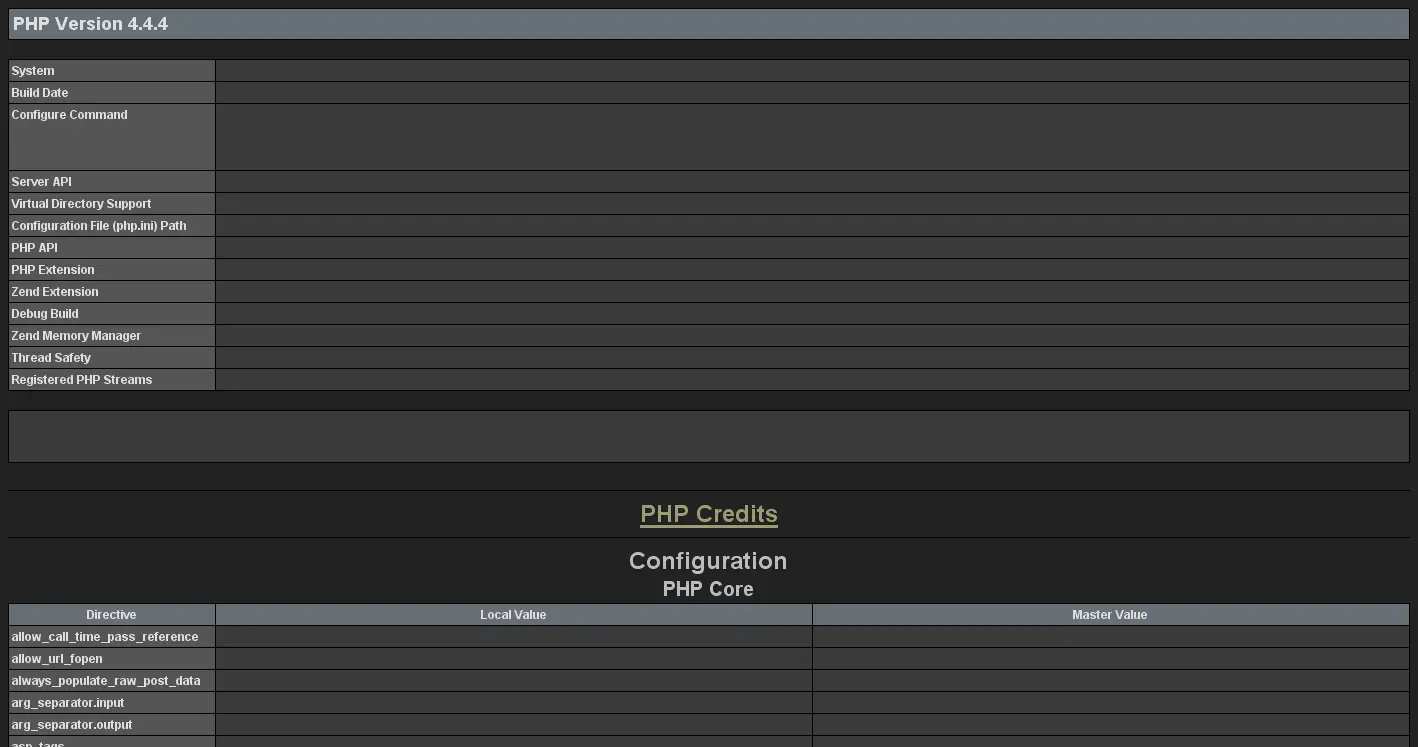 PHP Version 4.4.4
System
Build Date
Configure Command
Server API
Virtual Directory Support
Configuration File (php.ini) Path
PHP API
PHP Extension
Zend Extension
Debug Build
Zend Memory Manager
Thread Safety
Registered PHP Streams
PHP Credits
Configuration
PHP Core
Directive Local Value Master Value
allow_call_time_pass_reference
allow_url_fopen
always_populate_raw_post_data
arg_separator.input
arg_separator.output
asp_tags